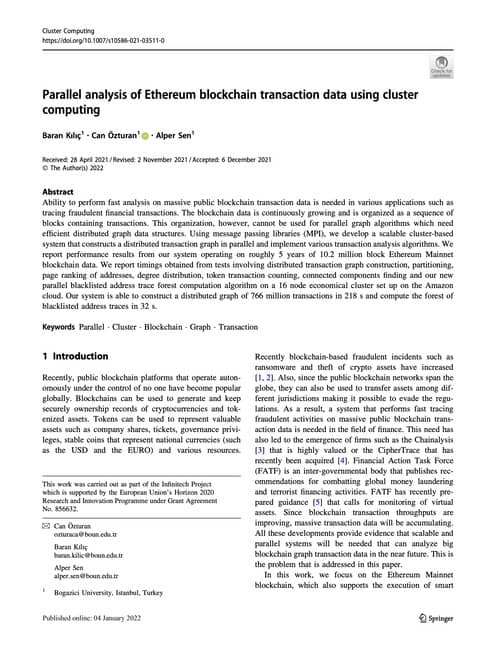 Cluster Computing
https://doi.org/10.1007/s10586-021-03511-0
Check for
updates
Parallel analysis of Ethereum blockchain transaction data using cluster
computing
Baran Kılıç1 · Can Özturan1 · Alper Sen1
Received: 28 April 2021 / Revised: 2 November 2021 / Accepted: 6 December 2021
© The Author(s) 2022
Abstract
Ability to perform fast analysis on massive public blockchain transaction data is needed in various applications such as
tracing fraudulent financial transactions. The blockchain data is continuously growing and is organized as a sequence of
blocks containing transactions. This organization, however, cannot be used for parallel graph algorithms which need
efficient distributed graph data structures. Using message passing libraries (MPI), we develop a scalable cluster-based
system that constructs a distributed transaction graph in parallel and implement various transaction analysis algorithms. We
report performance results from our system operating on roughly 5 years of 10.2 million block Ethereum Mainnet
blockchain data. We report timings obtained from tests involving distributed transaction graph construction, partitioning,
page ranking of addresses, degree distribution, token transaction counting, connected components finding and our new
parallel blacklisted address trace forest computation algorithm on a 16 node economical cluster set up on the Amazon
cloud. Our system is able to construct a distributed graph of 766 million transactions in 218 s and compute the forest of
blacklisted address traces in 32 s.
Keywords Parallel · Cluster · Blockchain · Graph · Transaction
1 Introduction
Recently, public blockchain platforms that operate auton-
omously under the control of no one have become popular
globally. Blockchains can be used to generate and keep
securely ownership records of cryptocurrencies and tok-
enized assets. Tokens can be used to represent valuable
assets such as company shares, tickets, governance privi-
leges, stable coins that represent national currencies (such
as the USD and the EURO) and various resources.
This work was carried out as part of the Infinitech Project
which is supported by the European Union's Horizon 2020
Research and Innovation Programme under Grant Agreement
No. 856632.
Can Özturan
ozturaca@boun.edu.tr
Baran Kılıç
baran.kilic@boun.edu.tr
Alper Sen
alper.sen@boun.edu.tr
1 Bogazici University, Istanbul, Turkey
Recently blockchain-based fraudulent incidents such as
ransomware and theft of crypto assets have increased
[1, 2]. Also, since the public blockchain networks span the
globe, they can also be used to transfer assets among dif-
ferent jurisdictions making it possible to evade the regu-
lations. As a result, a system that performs fast tracing
fraudulent activities on massive public blockchain trans-
action data is needed in the field of finance. This need has
also led to the emergence of firms such as the Chainalysis
[3] that is highly valued or the CipherTrace that has
recently been acquired [4]. Financial Action Task Force
(FATF) is an inter-governmental body that publishes rec-
ommendations for combatting global money laundering
and terrorist financing activities. FATF has recently pre-
pared guidance [5] that calls for monitoring of virtual
assets. Since blockchain transaction throughputs are
improving, massive transaction data will be accumulating.
All these developments provide evidence that scalable and
parallel systems will be needed that can analyze big
blockchain graph transaction data in the near future. This is
the problem that is addressed in this paper.
In this work, we focus on the Ethereum Mainnet
blockchain, which also supports the execution of smart
Published online: 04 January 2022
Springer